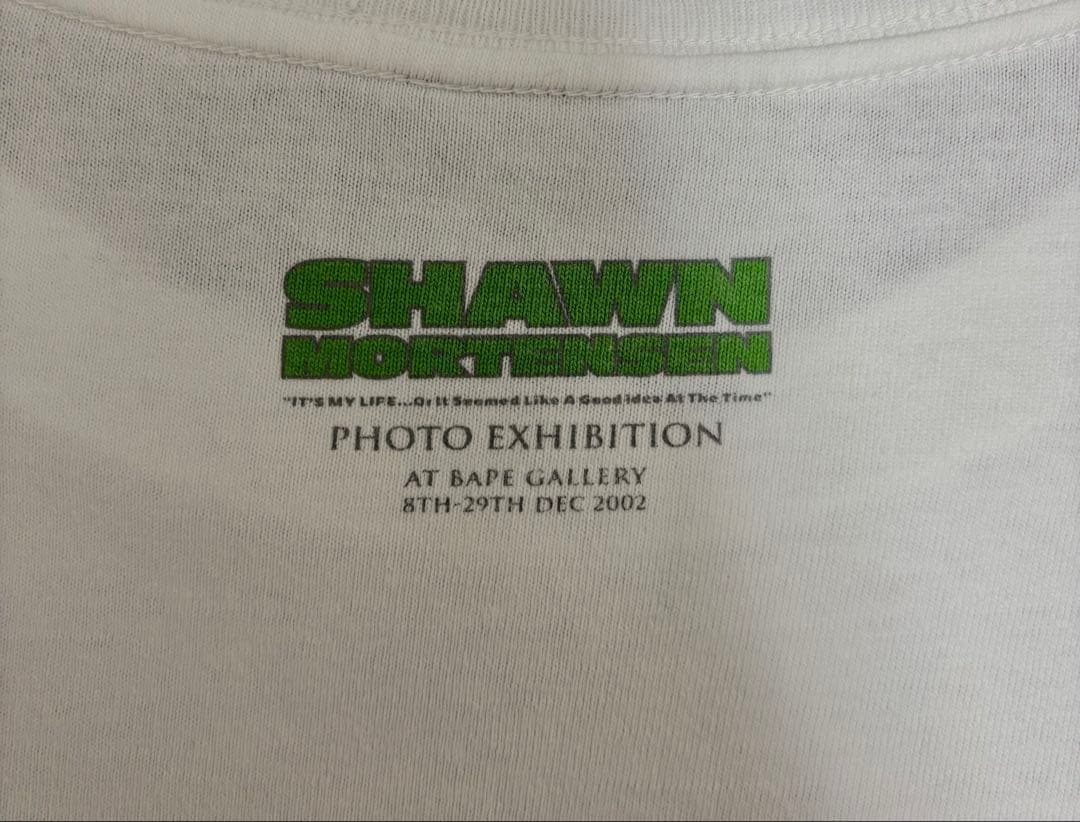 SHAWN
MORTENSEN
"IT'S MY LIFE...Or It Seemed Like A Good idea At The Time"
PHOTO EXHIBITION
AT BAPE GALLERY
8TH-29TH DEC 2002